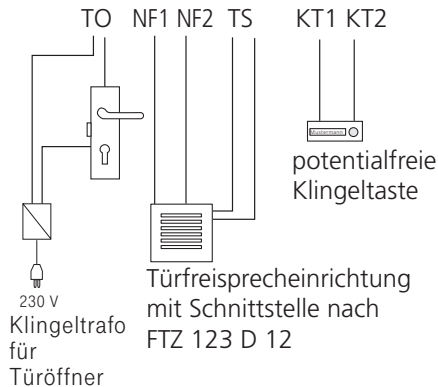 TO NF1 NF2 TS KT1 KT2
Mustermann
potentialfreie
Klingeltaste
230 V
Klingeltrafo
für
Türöffner
Türfreisprecheinrichtung
mit Schnittstelle nach
FTZ 123 D 12